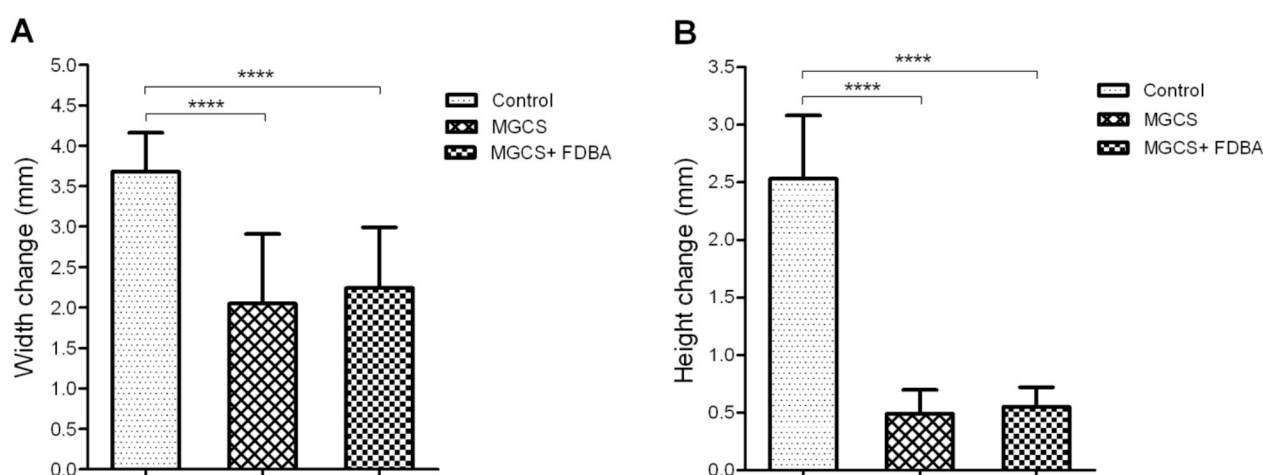 A
Width change (mm)
5.0
4.5
4.0
3.5
3.0
2.5
2.0
1.5
1.0
0.5
0.0
****
****
Control
MGCS
MGCS+ FDBA
B
Height change (mm)
3.5
3.0
2.5
2.0
1.5
1.0
0.5
0.0
****
****
Control
MGCS
MGCS+ FDBA